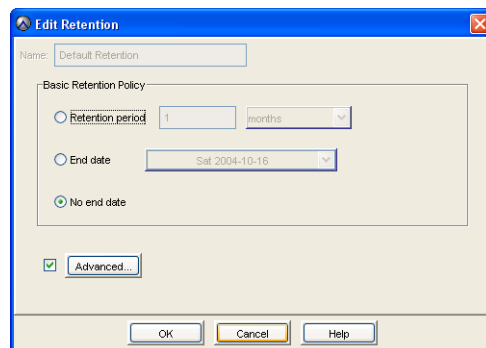 Edit Retention
Name: Default Retention
Basic Retention Policy
Retention period 1 months
End date Sat 2004-10-16
No end date
Advanced...
OK Cancel Help